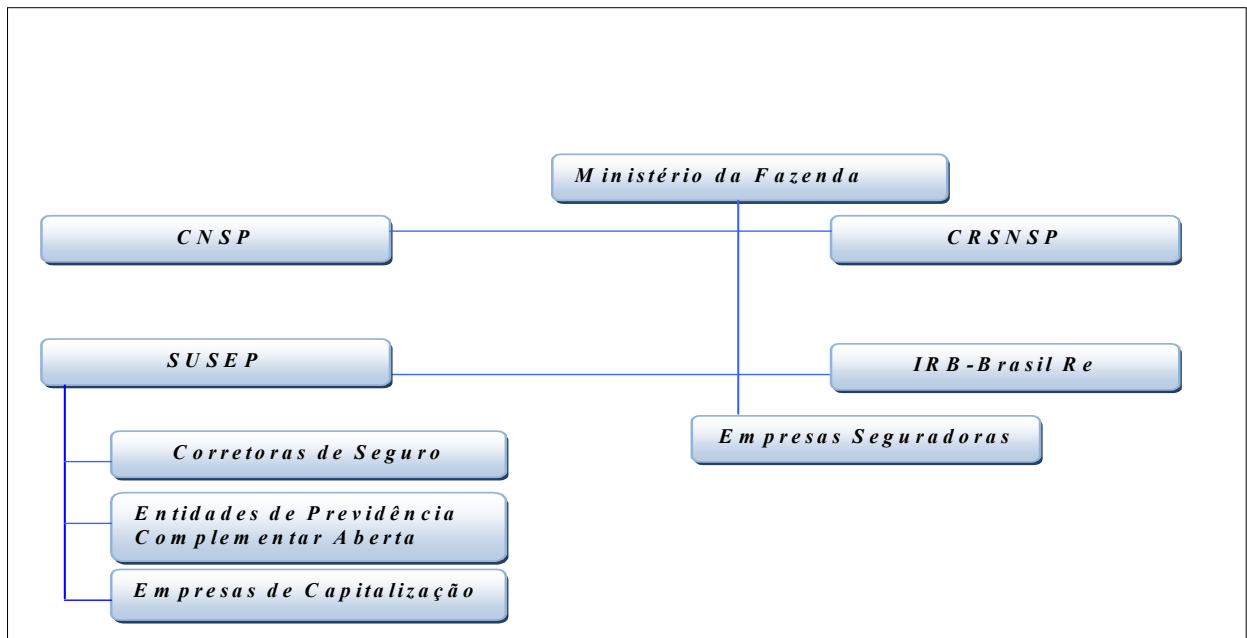 Ministério da Fazenda
CNSP
CRSNSP
SUSEP
IRB-Brasil Re
Empresas Seguradoras
Corretoras de Seguro
Entidades de Previdência
Complementar Aberta
Empresas de Capitalização